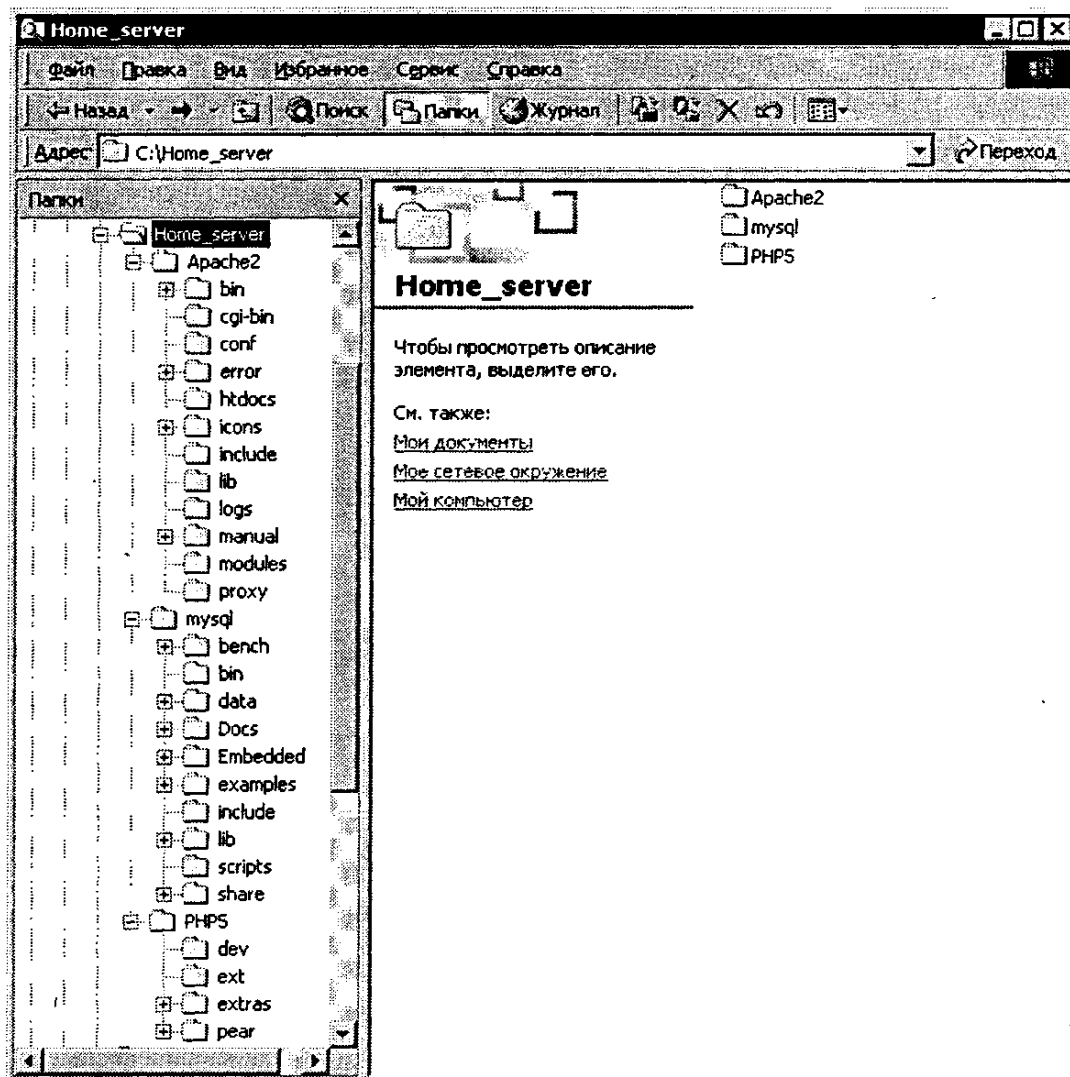 Home_server
Файл Правка Вид Избранное Сервис Справка
Назад Поиск Папки Журнал
Адрес C:\Home_server Переход
Папки
Home_server
Apache2
bin
cgi-bin
conf
error
htdocs
icons
include
lib
logs
manual
modules
proxy
mysql
bench
bin
data
Docs
Embedded
examples
include
lib
scripts
share
PHP5
dev
ext
extras
pear
Home_server
Чтобы просмотреть описание
элемента, выделите его.
См. также:
Мои документы
Мое сетевое окружение
Мой компьютер
Apache2
mysql
PHP5